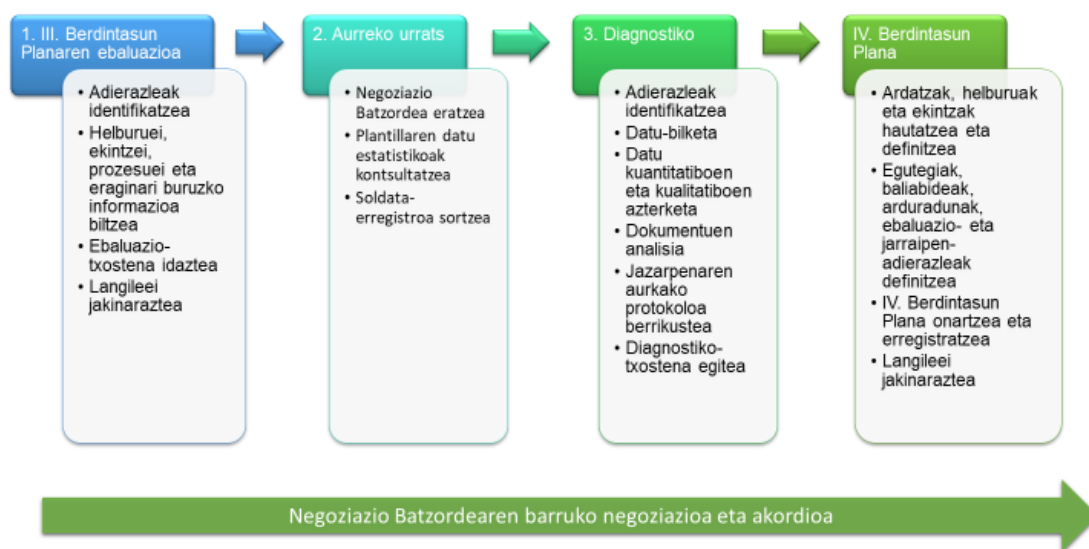 1. III. Berdintasun
Planaren ebaluazioa
• Adierazleak
identifikatzea
• Helburuei,
ekintzei,
prozesuei eta
eraginari buruzko
informazioa
biltzea
• Ebaluazio-
txostena idaztea
• Langileei
jakinaraztea
2. Aurreko urrats
• Negoziazio
Batzordea eratzea
• Plantillaren datu
estatistikoak
kontsultatzea
• Soldata-
erregistroa sortzea
3. Diagnostiko
• Adierazleak
identifikatzea
• Datu-bilketa
• Datu
kuantitatiboen
eta kualitatiboen
azterketa
• Dokumentuen
analisia
• Jazarpenaren
aurkako
protokoloa
berrikustea
• Diagnostiko-
txostena egitea
IV. Berdintasun
Plana
• Ardatzak, helburuak
eta ekintzak
hautatzea eta
definitzea
• Egutegiak,
baliabideak,
arduradunak,
ebaluazio- eta
jarraipen-
adierazleak
definitzea
• IV. Berdintasun
Plana onartzea eta
erregistratzea
• Langileei
jakinaraztea
Negoziazio Batzordearen barruko negoziazioa eta akordioa